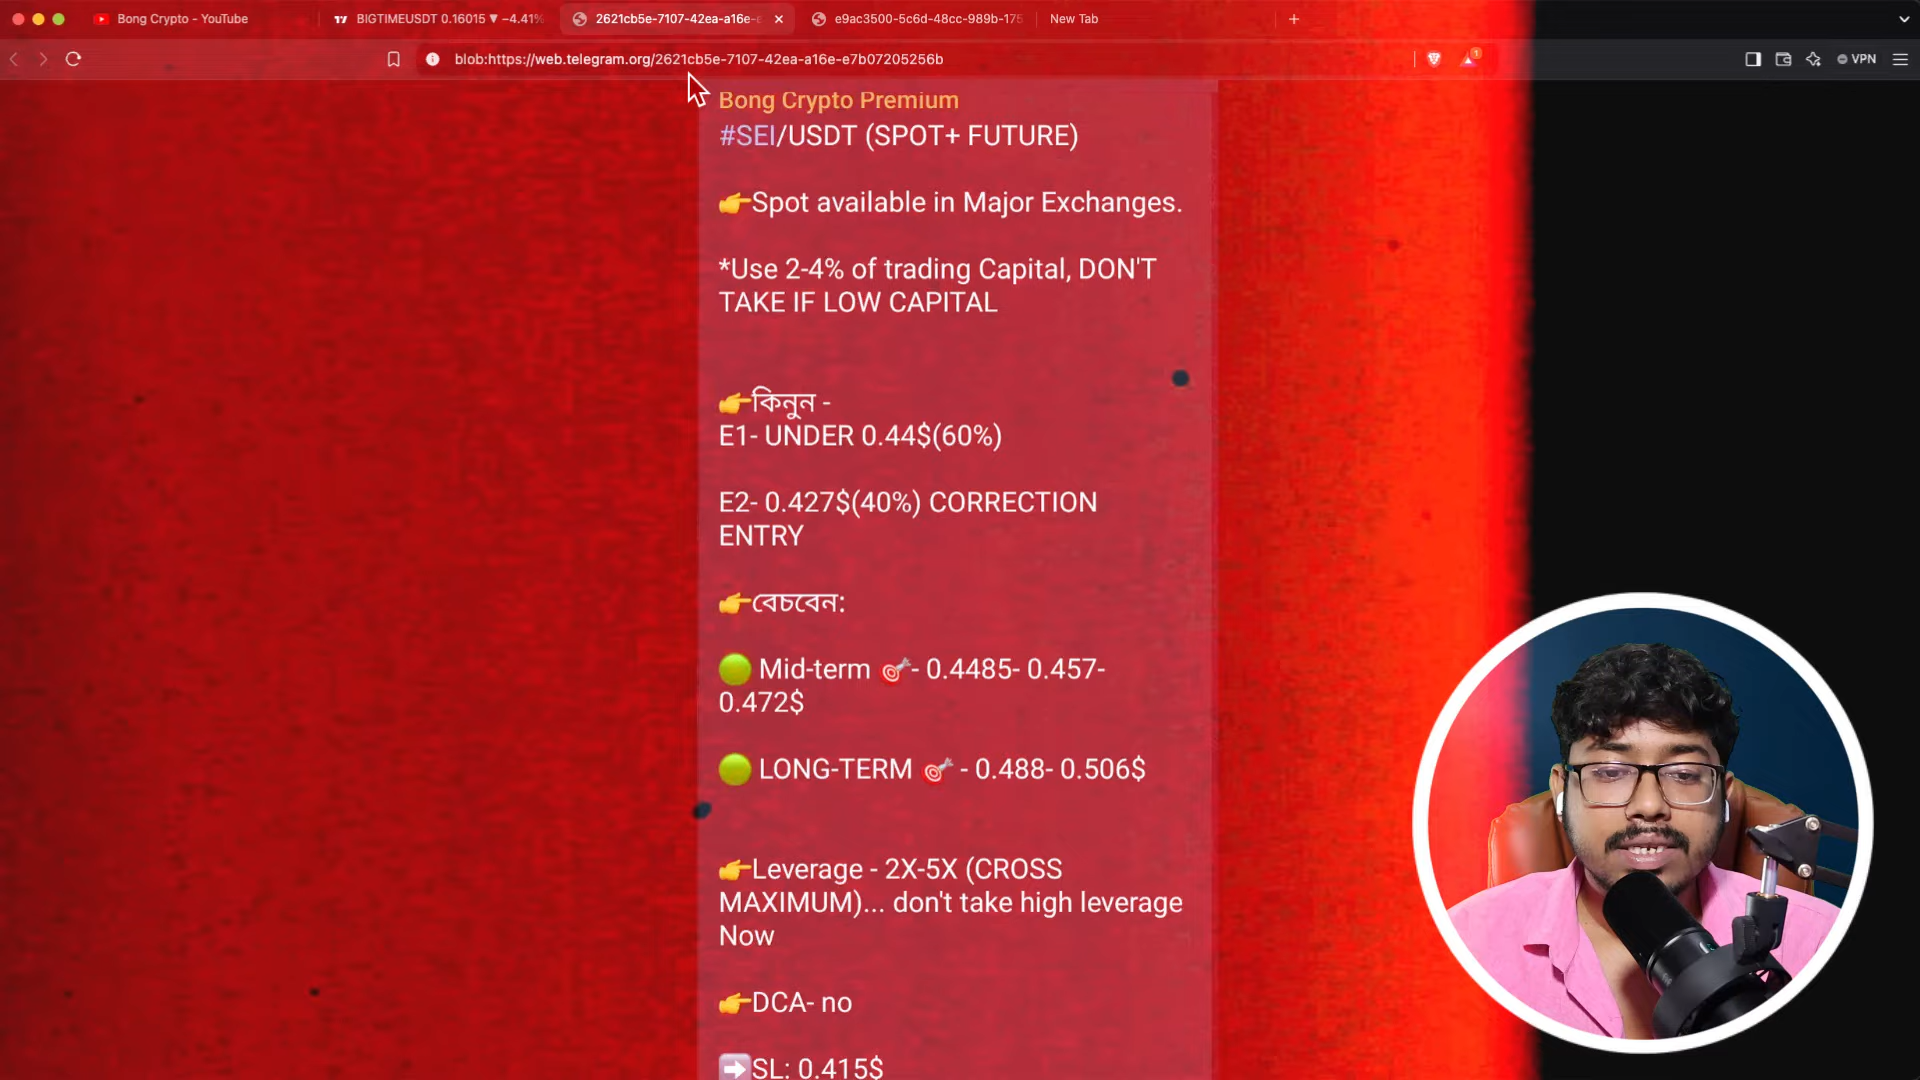 Bong Crypto - YouTube
BIGTIMEUSDT 0.16015 ▼ −4.41%
2621cb5e-7107-42ea-a16e-e
e9ac3500-5c6d-48cc-989b-175
New Tab
blob:https://web.telegram.org/2621cb5e-7107-42ea-a16e-e7b07205256b
1
VPN
Bong Crypto Premium
#SEI/USDT (SPOT+ FUTURE)
👉Spot available in Major Exchanges.
*Use 2-4% of trading Capital, DON'T
TAKE IF LOW CAPITAL
👉কিনুন -
E1- UNDER 0.44$(60%)
E2- 0.427$(40%) CORRECTION
ENTRY
👉বেচবেন:
🟢 Mid-term 🎯- 0.4485- 0.457-
0.472$
🟢 LONG-TERM 🎯 - 0.488- 0.506$
👉Leverage - 2X-5X (CROSS
MAXIMUM)... don't take high leverage
Now
👉DCA- no
➡️SL: 0.415$